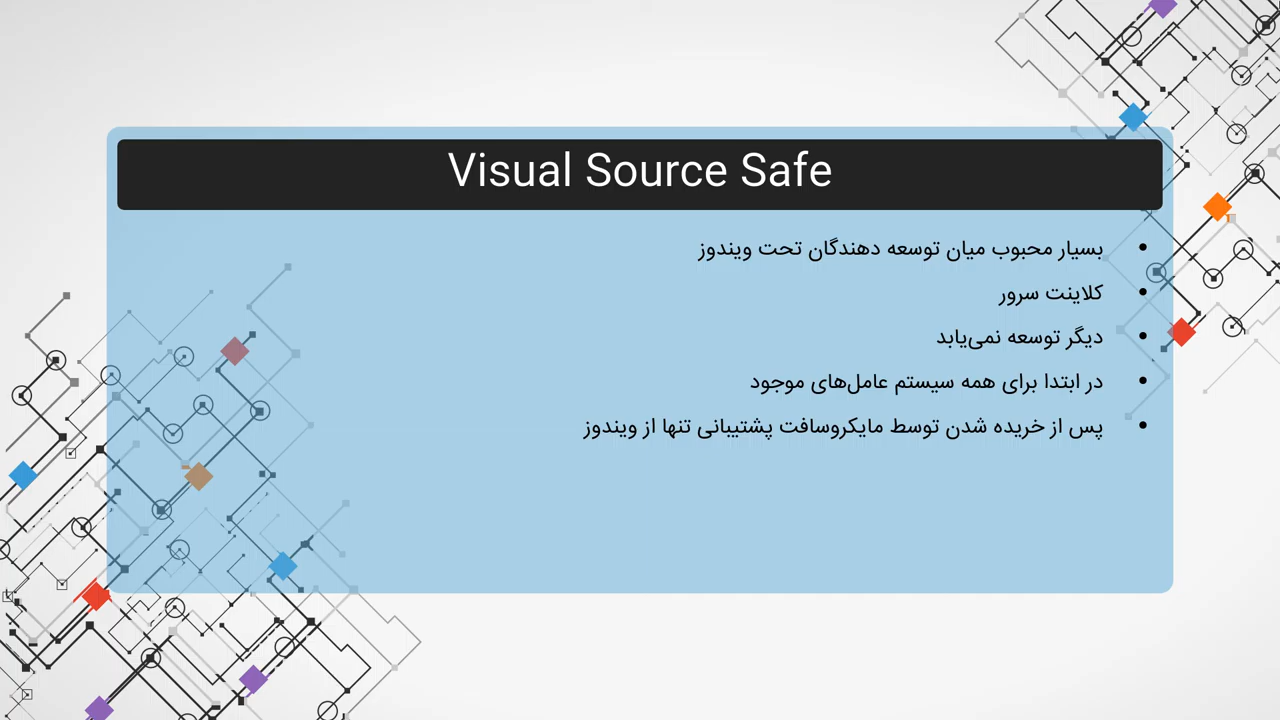 Visual Source Safe
• بسیار محبوب میان توسعه دهندگان تحت ویندوز
• کلاینت سرور
• دیگر توسعه نمی‌یابد
• در ابتدا برای همه سیستم عامل‌های موجود
• پس از خریده شدن توسط مایکروسافت پشتیبانی تنها از ویندوز